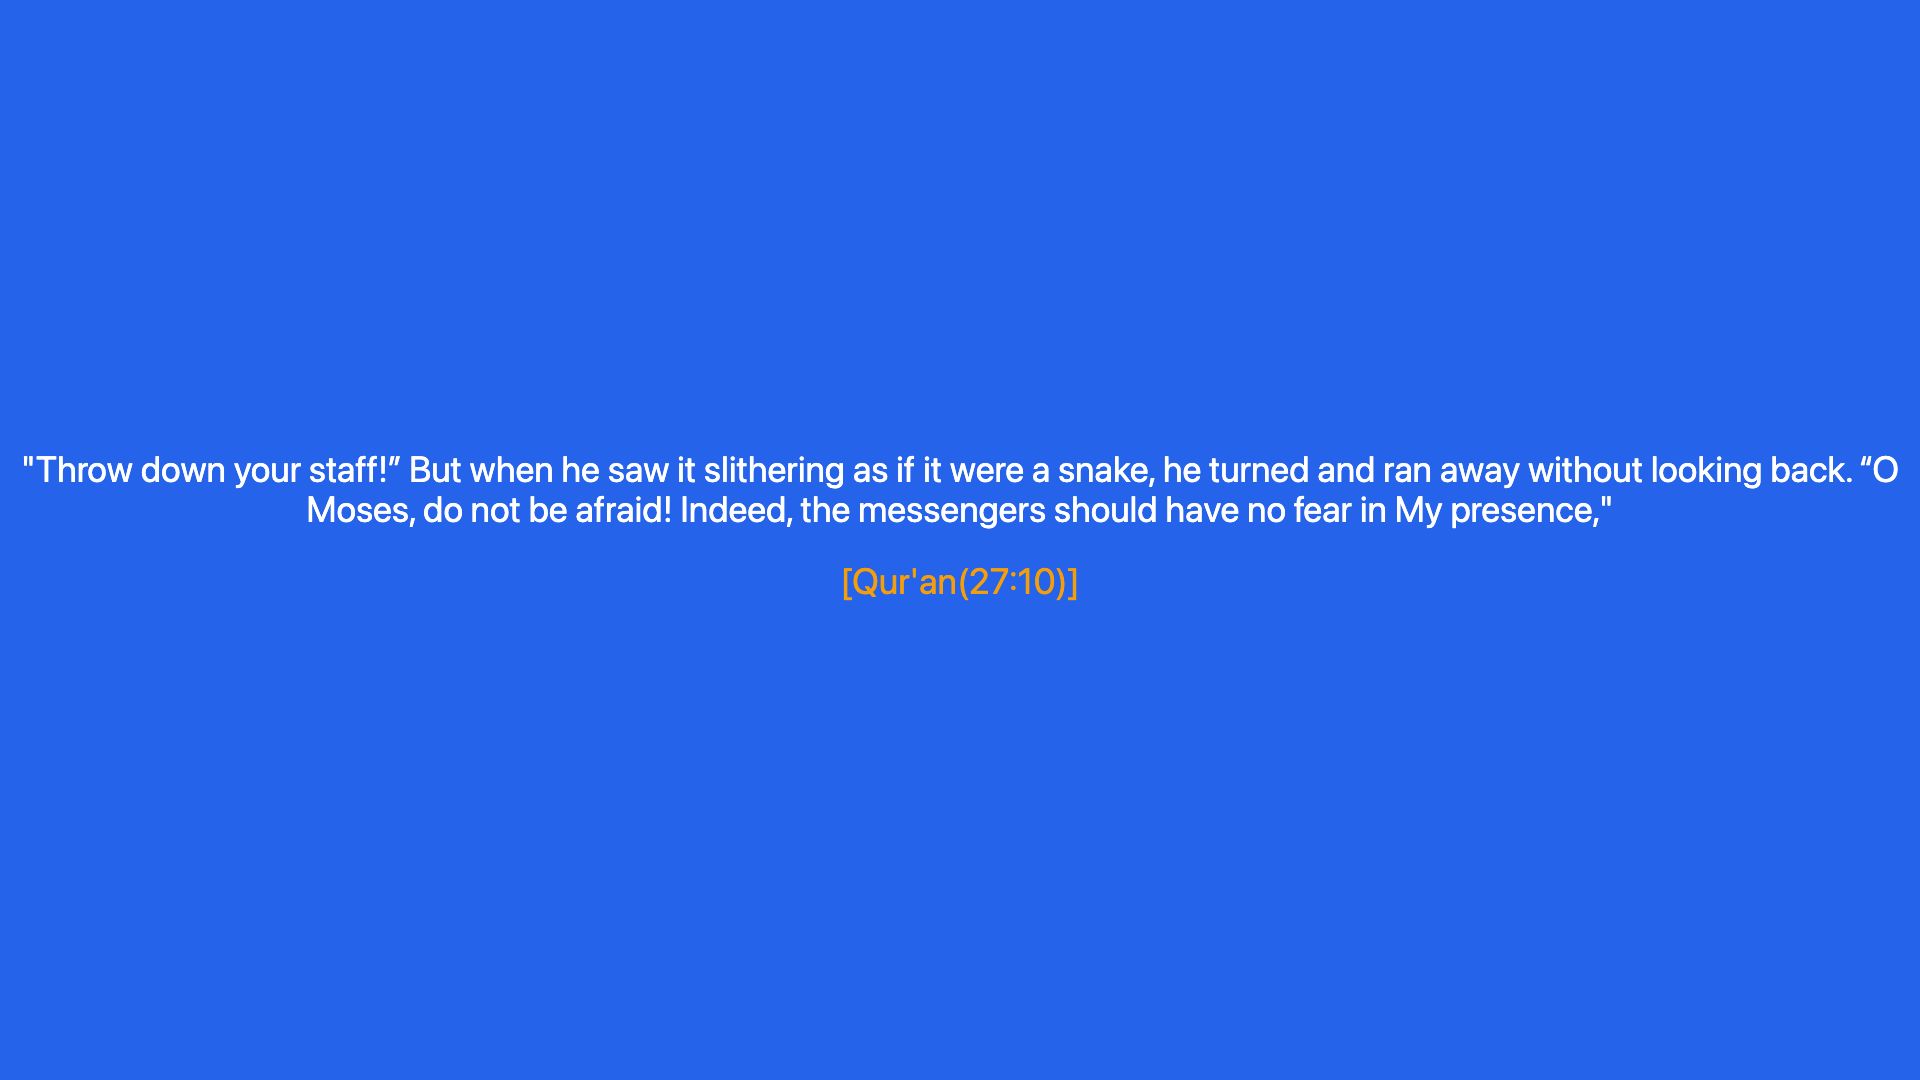 "Throw down your staff!” But when he saw it slithering as if it were a snake, he turned and ran away without looking back. “O
Moses, do not be afraid! Indeed, the messengers should have no fear in My presence,"
[Qur'an(27:10)]